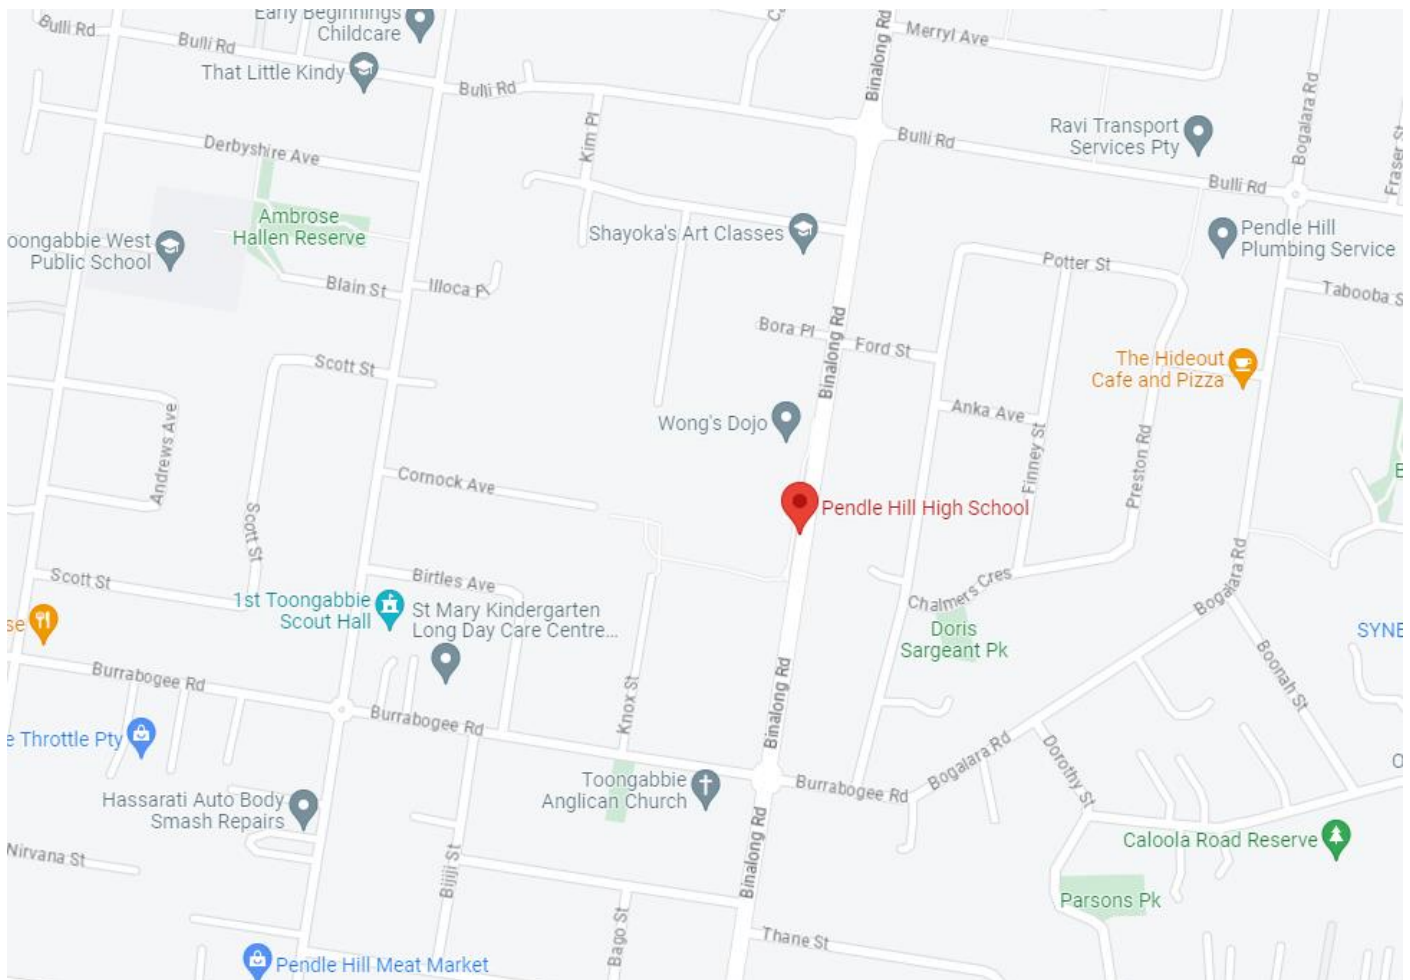 Early Beginnings
Childcare
Bulli Rd
Bulli Rd
Merryl Ave
Binalong Rd
That Little Kindy
Bulli Rd
Bogalara Rd
Ravi Transport
Services Pty
Bulli Rd
Kim Pl
Fraser St
Derbyshire Ave
Bulli Rd
Ambrose
Hallen Reserve
Shayoka's Art Classes
Pendle Hill
Plumbing Service
oongabbie West
Public School
Potter St
Blain St
Illoca P
Tabooba S
Bora Pl
Ford St
Binalong Rd
Scott St
The Hideout
Cafe and Pizza
Anka Ave
Wong's Dojo
Andrews Ave
Finney St
Preston Rd
Cornock Ave
Pendle Hill High School
Scott St
Scott St
Birtles Ave
Chalmers Cres
Bogalara Rd
1st Toongabbie
Scout Hall
St Mary Kindergarten
Long Day Care Centre...
Doris
Sargeant Pk
se
SYNE
Burrabogee Rd
Boonah St
Knox St
Binalong Rd
Burrabogee Rd
e Throttle Pty
Bogalara Rd
Dorothy St
Toongabbie
Anglican Church
Burrabogee Rd
Hassarati Auto Body
Smash Repairs
Caloola Road Reserve
Nirvana St
Bijiji St
Binalong Rd
Parsons Pk
Bago St
Thane St
Pendle Hill Meat Market